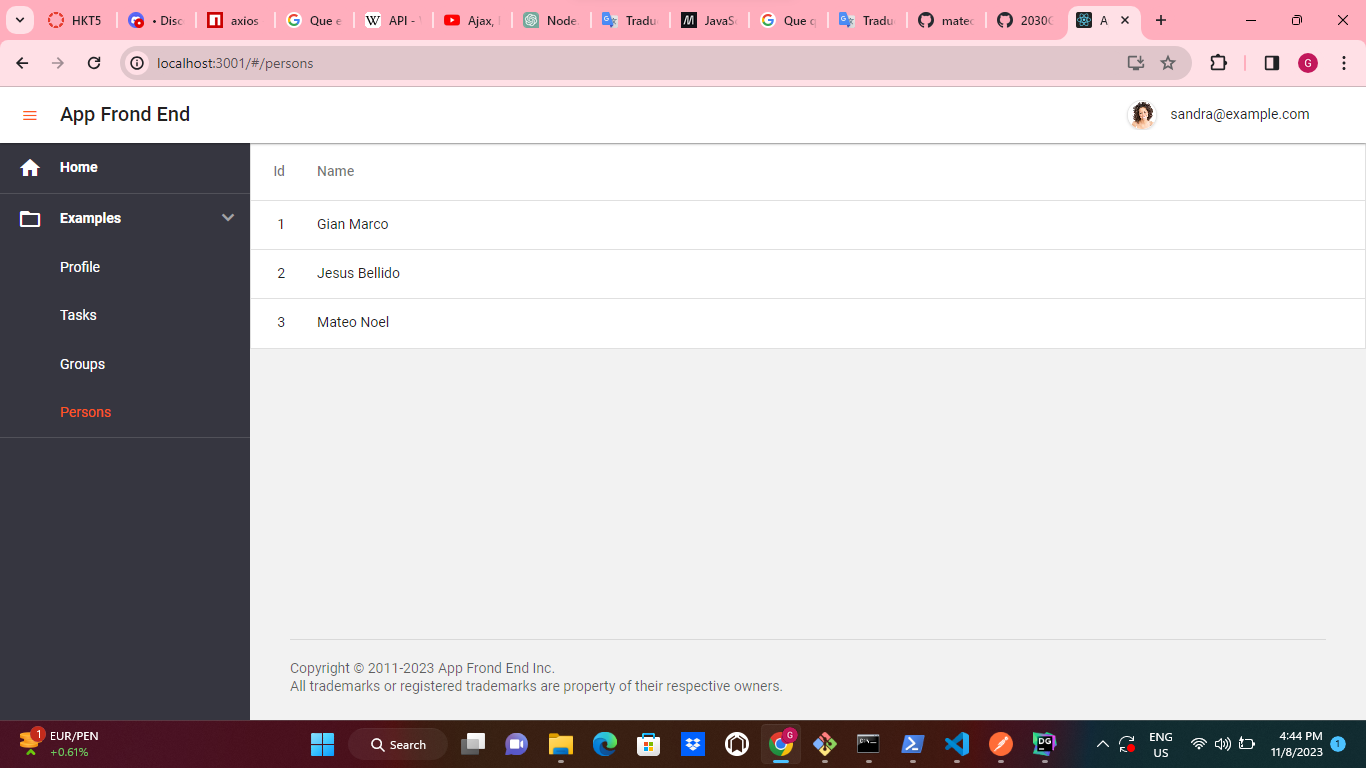 HKT5
• Disc
axios
Que e
API -
Ajax,
Node.
Tradu
JavaS
Que q
Tradu
mated
2030
A
localhost:3001/#/persons
G
App Frond End
sandra@example.com
Home
Examples
Profile
Tasks
Groups
Persons
Id Name
1 Gian Marco
2 Jesus Bellido
3 Mateo Noel
Copyright © 2011-2023 App Frond End Inc.
All trademarks or registered trademarks are property of their respective owners.
1
EUR/PEN
+0.61%
Search
G
DG
ENG
US
4:44 PM
11/8/2023
1